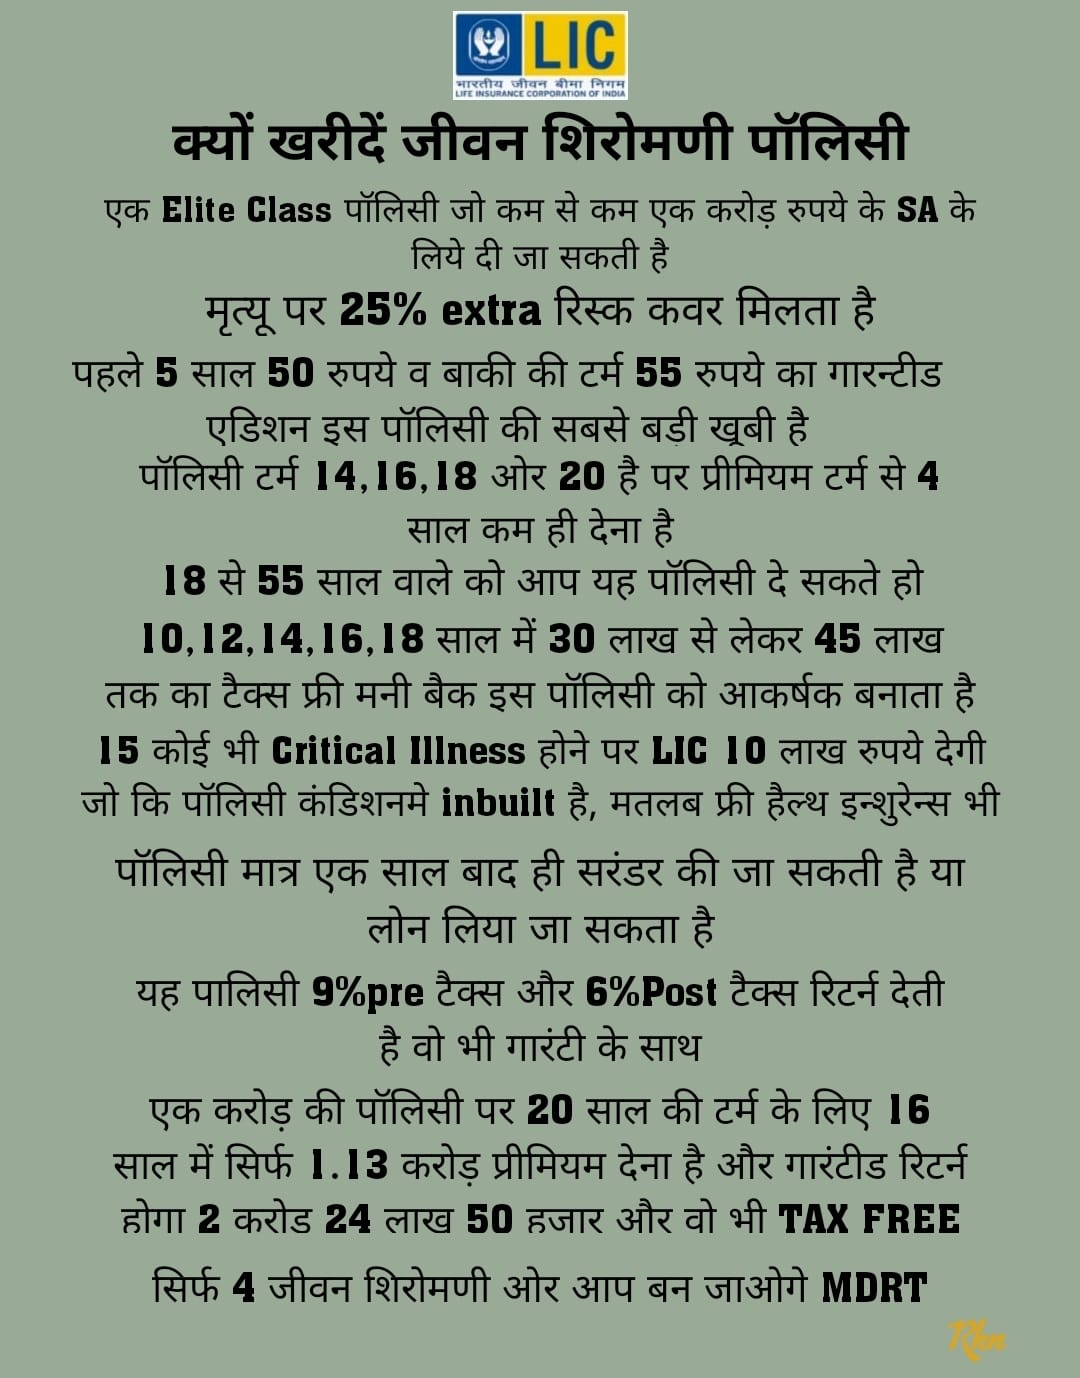 LIC
भारतीय जीवन बीमा निगम
LIFE INSURANCE CORPORATION OF INDIA
क्यों खरीदें जीवन शिरोमणी पॉलिसी
एक Elite Class पॉलिसी जो कम से कम एक करोड़ रुपये के SA के
लिये दी जा सकती है
मृत्यू पर 25% extra रिस्क कवर मिलता है
पहले 5 साल 50 रुपये व बाकी की टर्म 55 रुपये का गारन्टीड
एडिशन इस पॉलिसी की सबसे बड़ी खूबी है
पॉलिसी टर्म 14,16,18 ओर 20 है पर प्रीमियम टर्म से 4
साल कम ही देना है
18 से 55 साल वाले को आप यह पॉलिसी दे सकते हो
10,12,14,16,18 साल में 30 लाख से लेकर 45 लाख
तक का टैक्स फ्री मनी बैक इस पॉलिसी को आकर्षक बनाता है
15 कोई भी Critical Illness होने पर LIC 10 लाख रुपये देगी
जो कि पॉलिसी कंडिशनमे inbuilt है, मतलब फ्री हैल्थ इन्शुरेन्स भी
पॉलिसी मात्र एक साल बाद ही सरंडर की जा सकती है या
लोन लिया जा सकता है
यह पालिसी 9%pre टैक्स और 6%Post टैक्स रिटर्न देती
है वो भी गारंटी के साथ
एक करोड़ की पॉलिसी पर 20 साल की टर्म के लिए 16
साल में सिर्फ 1.13 करोड़ प्रीमियम देना है और गारंटीड रिटर्न
होगा 2 करोड 24 लाख 50 हजार और वो भी TAX FREE
सिर्फ 4 जीवन शिरोमणी ओर आप बन जाओगे MDRT